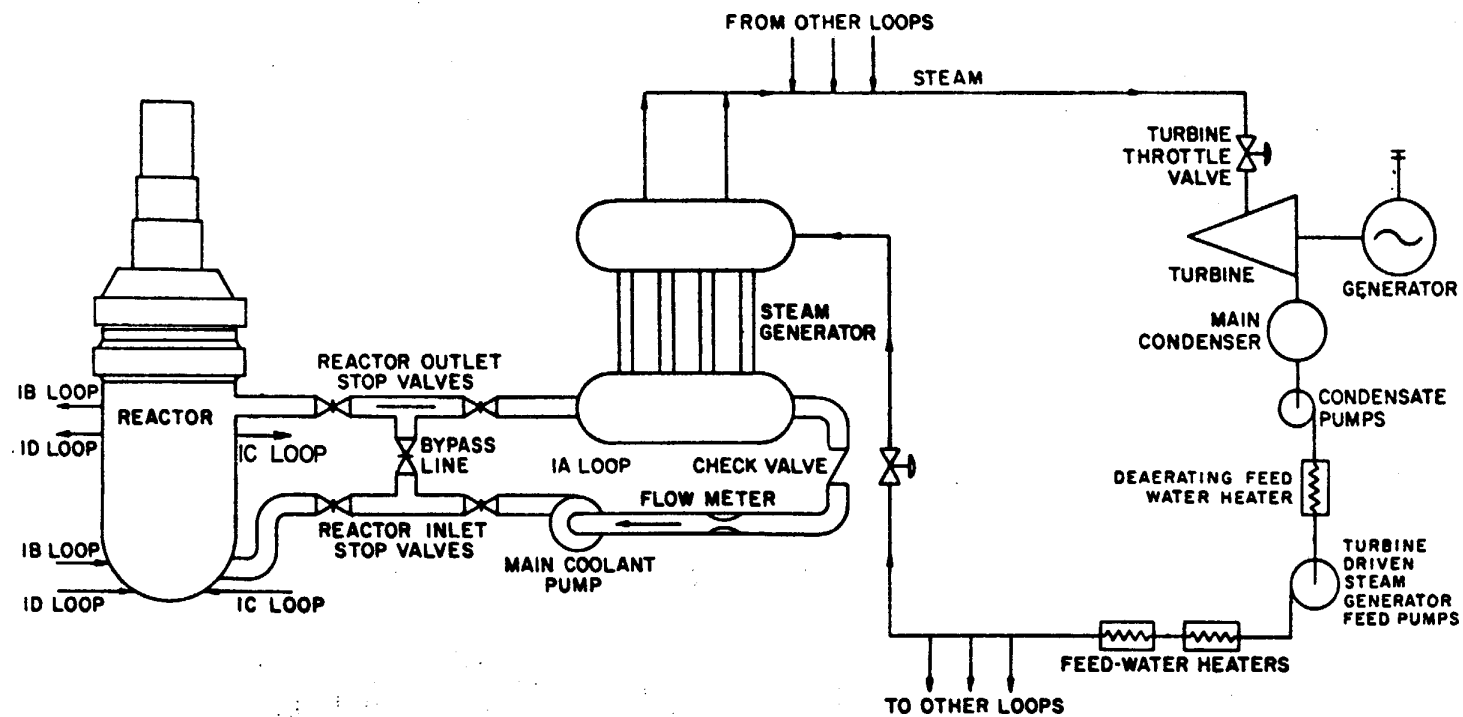 FROM OTHER LOOPS
STEAM
TURBINE
THROTTLE
VALVE
TURBINE
GENERATOR
MAIN
CONDENSER
STEAM
GENERATOR
REACTOR OUTLET
STOP VALVES
IB LOOP
REACTOR
ID LOOP
IC LOOP
BYPASS
LINE
IA LOOP
CHECK VALVE
FLOW METER
CONDENSATE
PUMPS
DEAERATING FEED
WATER HEATER
REACTOR INLET
STOP VALVES
MAIN COOLANT
PUMP
IB LOOP
ID LOOP
IC LOOP
TURBINE
DRIVEN
STEAM
GENERATOR
FEED PUMPS
FEED-WATER HEATERS
TO OTHER LOOPS